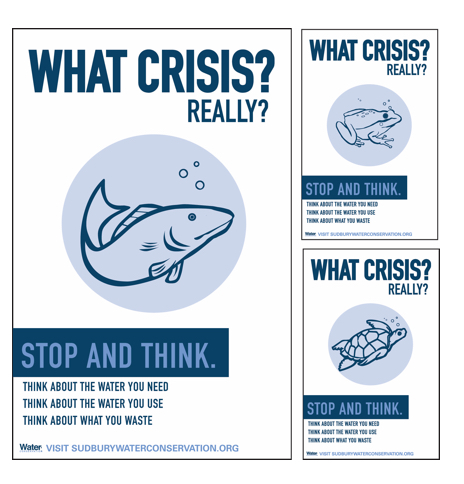 WHAT CRISIS?
REALLY?
STOP AND THINK.
THINK ABOUT THE WATER YOU NEED
THINK ABOUT THE WATER YOU USE
THINK ABOUT WHAT YOU WASTE
Water VISIT SUDBURYWATERCONSERVATION.ORG
WHAT CRISIS?
REALLY?
STOP AND THINK.
THINK ABOUT THE WATER YOU NEED
THINK ABOUT THE WATER YOU USE
THINK ABOUT WHAT YOU WASTE
Water VISIT SUDBURYWATERCONSERVATION.ORG
WHAT CRISIS?
REALLY?
STOP AND THINK.
THINK ABOUT THE WATER YOU NEED
THINK ABOUT THE WATER YOU USE
THINK ABOUT WHAT YOU WASTE
Water VISIT SUDBURYWATERCONSERVATION.ORG